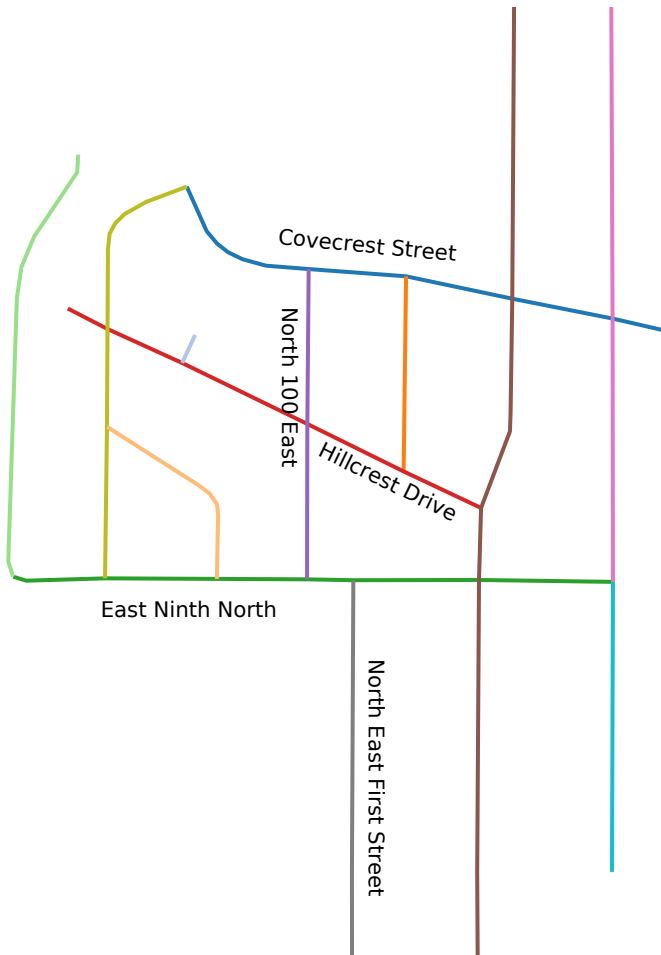 Covecrest Street
North 100 East
Hillcrest Drive
East Ninth North
North East First Street